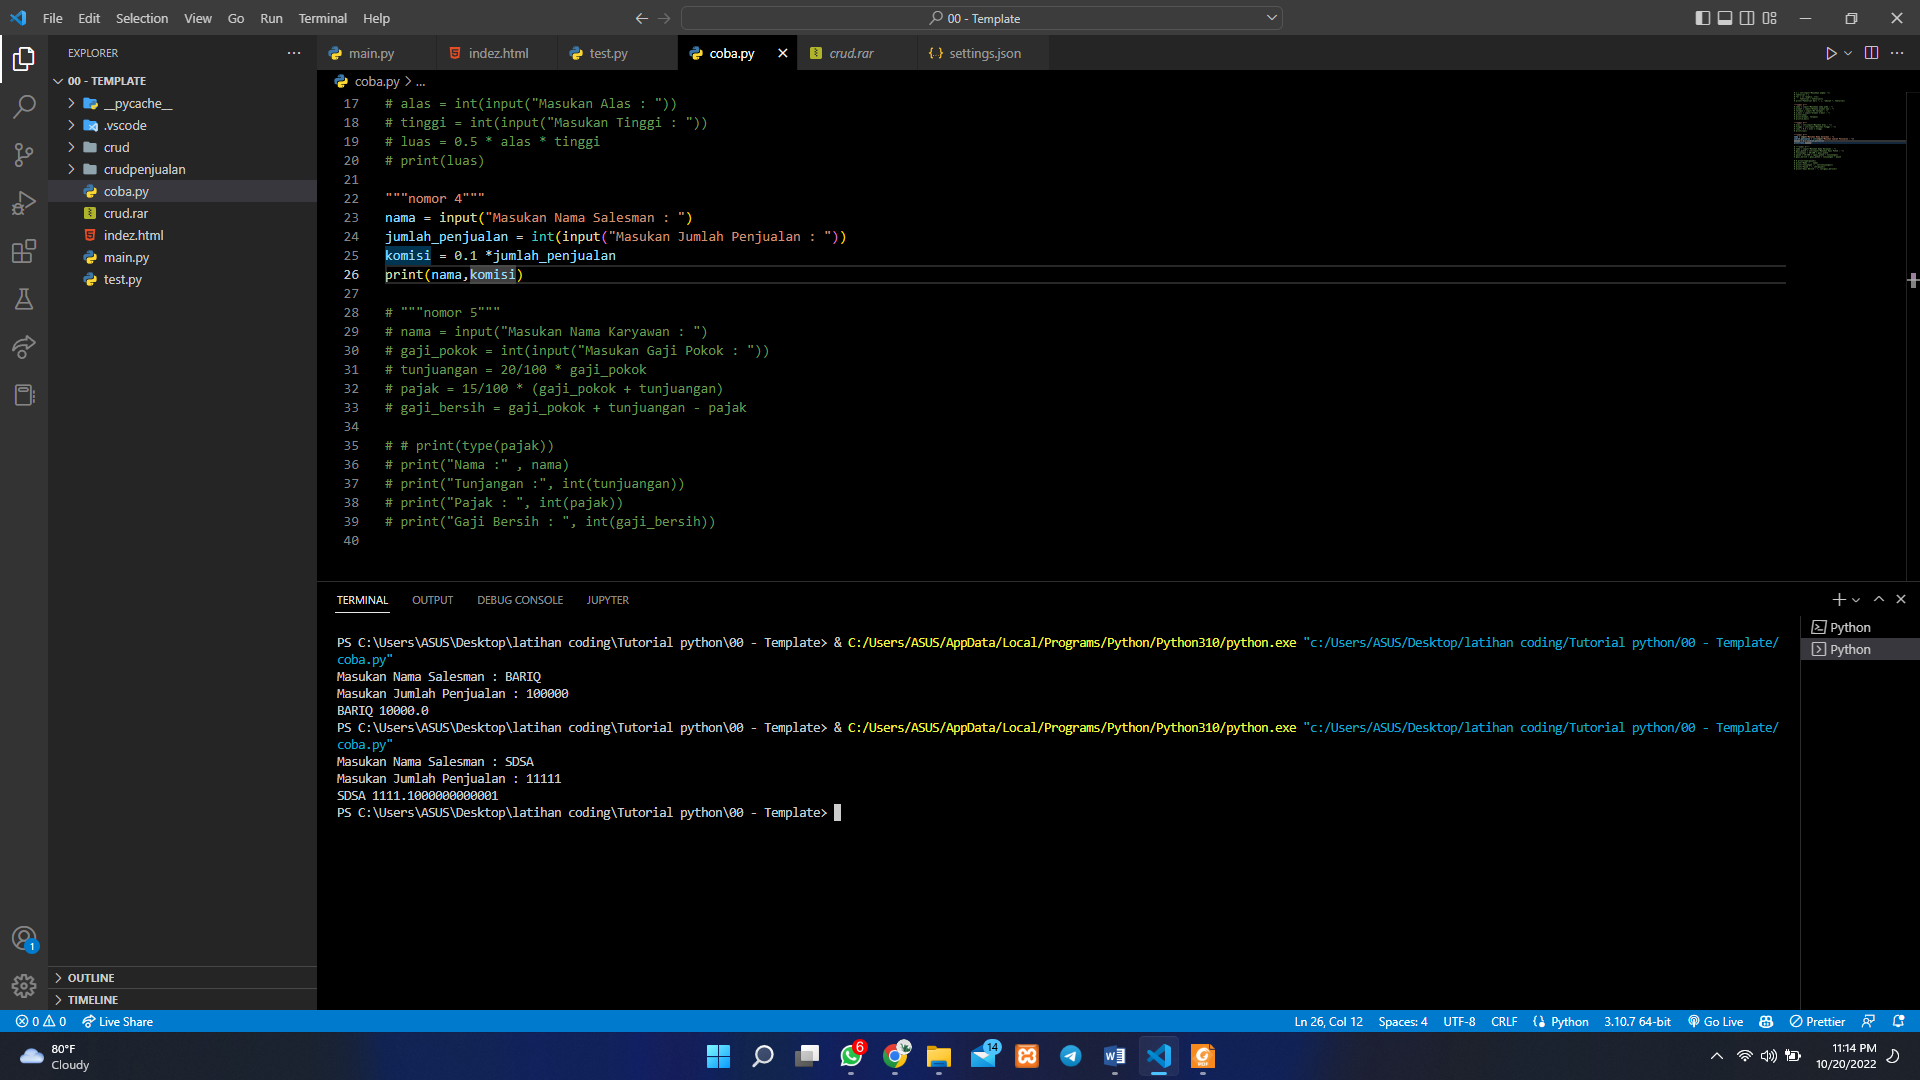 File Edit Selection View Go Run Terminal Help
00 - Template
EXPLORER
00 - TEMPLATE
__pycache__
.vscode
crud
crudpenjualan
coba.py
crud.rar
indez.html
main.py
test.py
OUTLINE
TIMELINE
main.py
indez.html
test.py
coba.py
crud.rar
settings.json
coba.py > ...
17 # alas = int(input("Masukan Alas : "))
18 # tinggi = int(input("Masukan Tinggi : "))
19 # luas = 0.5 * alas * tinggi
20 # print(luas)
21
22 """nomor 4"""
23 nama = input("Masukan Nama Salesman : ")
24 jumlah_penjualan = int(input("Masukan Jumlah Penjualan : "))
25 komisi = 0.1 *jumlah_penjualan
26 print(nama,komisi)
27
28 # """nomor 5"""
29 # nama = input("Masukan Nama Karyawan : ")
30 # gaji_pokok = int(input("Masukan Gaji Pokok : "))
31 # tunjuangan = 20/100 * gaji_pokok
32 # pajak = 15/100 * (gaji_pokok + tunjuangan)
33 # gaji_bersih = gaji_pokok + tunjuangan - pajak
34
35 # # print(type(pajak))
36 # print("Nama :" , nama)
37 # print("Tunjangan :", int(tunjuangan))
38 # print("Pajak : ", int(pajak))
39 # print("Gaji Bersih : ", int(gaji_bersih))
40
TERMINAL OUTPUT DEBUG CONSOLE JUPYTER
PS C:\Users\ASUS\Desktop\latihan coding\Tutorial python\00 - Template> & C:/Users/ASUS/AppData/Local/Programs/Python/Python310/python.exe "c:/Users/ASUS/Desktop/latihan coding/Tutorial python/00 - Template/
coba.py"
Masukan Nama Salesman : BARIQ
Masukan Jumlah Penjualan : 100000
BARIQ 10000.0
PS C:\Users\ASUS\Desktop\latihan coding\Tutorial python\00 - Template> & C:/Users/ASUS/AppData/Local/Programs/Python/Python310/python.exe "c:/Users/ASUS/Desktop/latihan coding/Tutorial python/00 - Template/
coba.py"
Masukan Nama Salesman : SDSA
Masukan Jumlah Penjualan : 11111
SDSA 1111.1000000000001
PS C:\Users\ASUS\Desktop\latihan coding\Tutorial python\00 - Template>
Python
Python
1
0 0 Live Share
Ln 26, Col 12 Spaces: 4 UTF-8 CRLF Python 3.10.7 64-bit Go Live Prettier
80°F
Cloudy
6
14
11:14 PM
10/20/2022